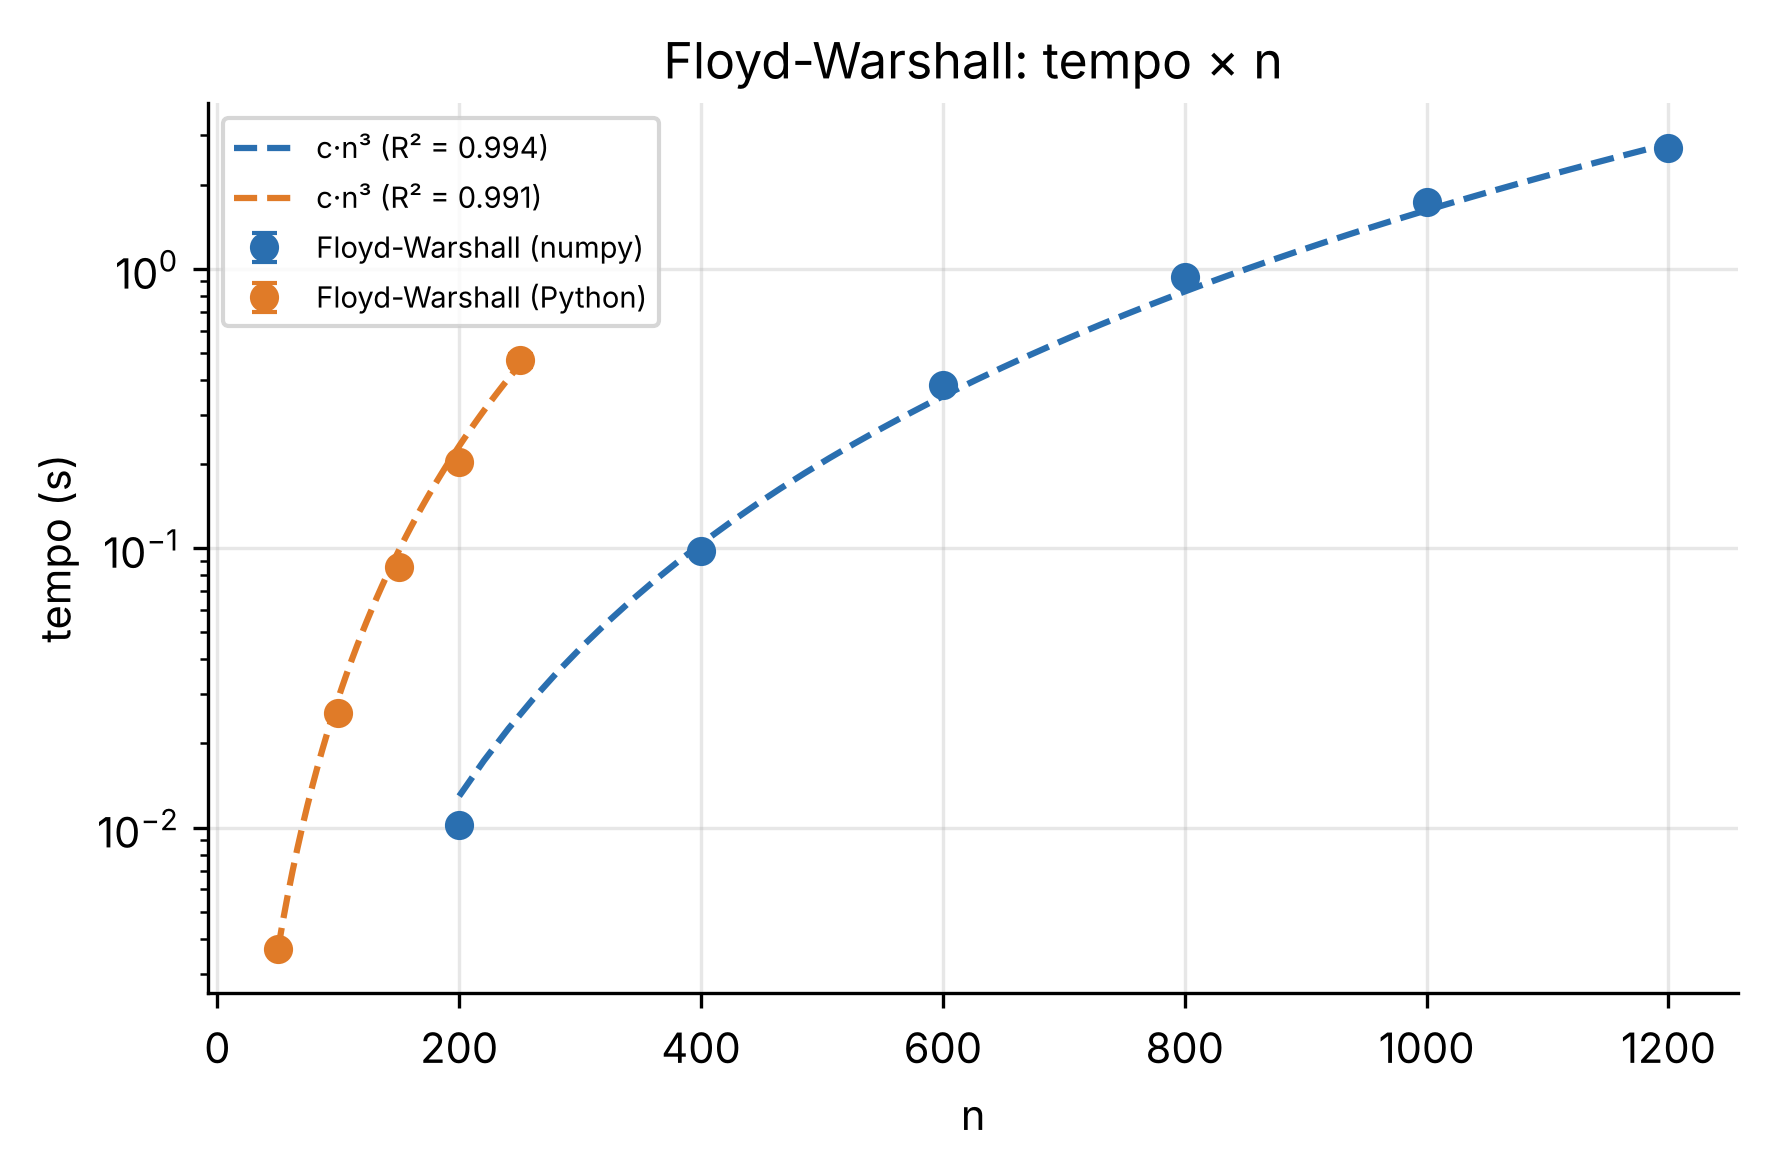 Floyd-Warshall: tempo × n
c·n³ (R² = 0.994)
c·n³ (R² = 0.991)
Floyd-Warshall (numpy)
Floyd-Warshall (Python)
tempo (s)
10⁰
10⁻¹
10⁻²
0 200 400 600 800 1000 1200
n